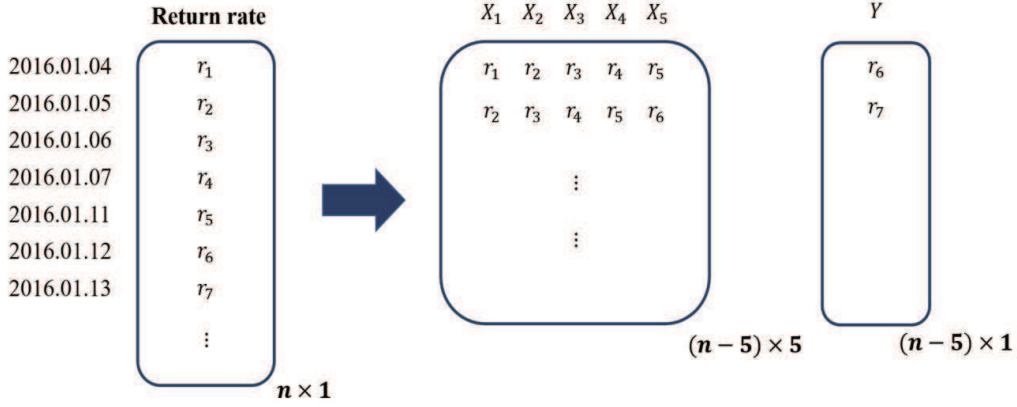 Return rate
2016.01.04 r₁
2016.01.05 r₂
2016.01.06 r₃
2016.01.07 r₄
2016.01.11 r₅
2016.01.12 r₆
2016.01.13 r₇
⋮
n × 1
X₁ X₂ X₃ X₄ X₅
r₁ r₂ r₃ r₄ r₅
r₂ r₃ r₄ r₅ r₆
⋮
⋮
(n − 5) × 5
Y
r₆
r₇
(n − 5) × 1